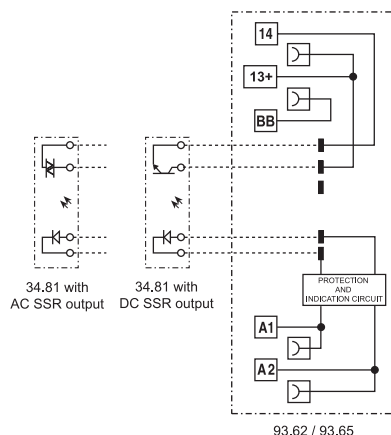 14
13+
BB
34.81 with
AC SSR output
34.81 with
DC SSR output
PROTECTION
AND
INDICATION CIRCUIT
A1
A2
93.62 / 93.65